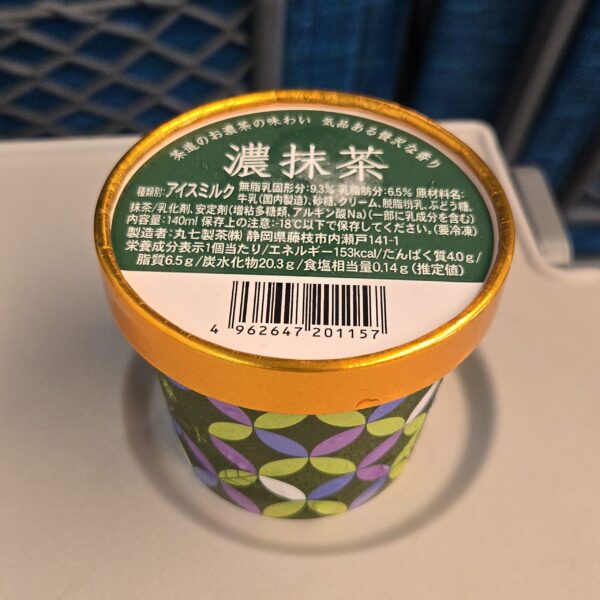 茶道のお濃茶の味わい 気品ある贅沢な香り
濃抹茶
種類別:アイスミルク 無脂乳固形分:9.3% 乳脂肪分:6.5% 原材料名:
牛乳(国内製造)、砂糖、クリーム、脱脂粉乳、ぶどう糖、
抹茶/乳化剤、安定剤(増粘多糖類、アルギン酸Na)、(一部に乳成分を含む)
内容量:140ml 保存上の注意:-18℃以下で保存してください。(要冷凍)
製造者:丸七製茶㈱ 静岡県藤枝市内瀬戸141-1
栄養成分表示1個当たり/エネルギー153kcal/たんぱく質4.0g/
脂質6.5g/炭水化物20.3g/食塩相当量0.14g(推定値)
4 962647 201157